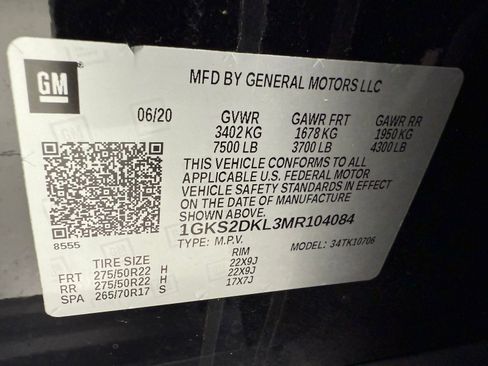 GM
MFD BY GENERAL MOTORS LLC
06/20 GVWR GAWR FRT GAWR RR
3402 KG 1678 KG 1950 KG
7500 LB 3700 LB 4300 LB
THIS VEHICLE CONFORMS TO ALL
APPLICABLE U.S. FEDERAL MOTOR
VEHICLE SAFETY STANDARDS IN EFFECT
ON THE DATE OF MANUFACTURE
SHOWN ABOVE.
1GKS2DKL3MR104084
8555
TYPE: M.P.V. MODEL: 34TK10706
TIRE SIZE RIM
FRT 275/50R22 H 22X9J
RR 275/50R22 H 22X9J
SPA 265/70R17 S 17X7J